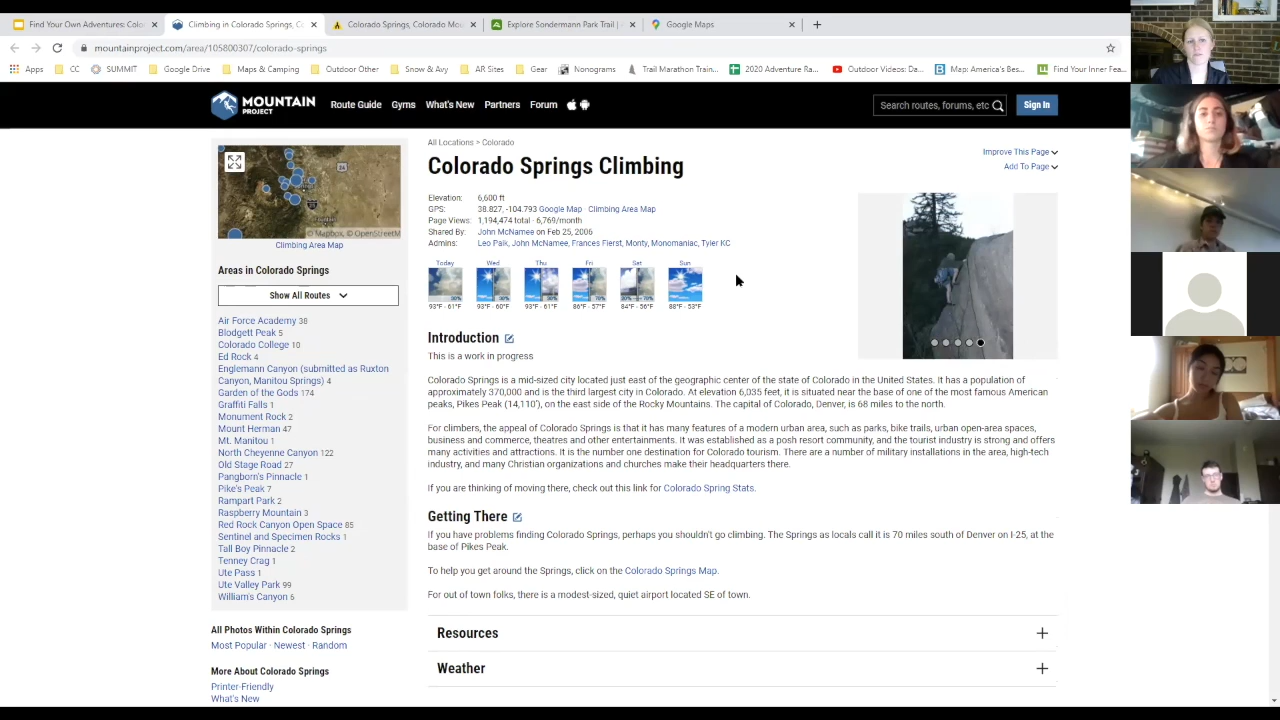 Find Your Own Adventures: Colo
Climbing in Colorado Springs, Co
Colorado Springs, Colorado Mou
mann Park Trail |
Google Maps
mountainproject.com/area/105800307/colorado-springs
Apps
CC
SUMMIT
Google Drive
Maps & Camping
Outdoor Other
Snow & Avy
AR Sites
Gear
Nonograms
Trail Marathon Train...
2020 Adventure Ra...
Outdoor Videos: Da...
Hike America's Bes...
Find Your Inner Fea...
MOUNTAIN
PROJECT
Route Guide
Gyms
What's New
Partners
Forum
Search routes, forums, etc
Sign In
All Locations > Colorado
Colorado Springs Climbing
Improve This Page
Add To Page
Elevation: 6,600 ft
GPS: 38.827, -104.793 Google Map · Climbing Area Map
Page Views: 1,194,474 total · 6,769/month
Shared By: John McNamee on Feb 25, 2006
Admins: Leo Paik, John McNamee, Frances Fierst, Monty, Monomaniac, Tyler KC
Today Wed Thu Fri Sat Sun
93°F - 61°F 93°F - 60°F 93°F - 61°F 86°F - 57°F 84°F - 56°F 88°F - 53°F
© Mapbox, © OpenStreetM
Climbing Area Map
Areas in Colorado Springs
Show All Routes
Air Force Academy 38
Blodgett Peak 5
Colorado College 10
Ed Rock 4
Englemann Canyon (submitted as Ruxton
Canyon, Manitou Springs) 4
Garden of the Gods 174
Graffiti Falls 1
Monument Rock 2
Mount Herman 47
Mt. Manitou 1
North Cheyenne Canyon 122
Old Stage Road 27
Pangborn's Pinnacle 1
Pike's Peak 7
Rampart Park 2
Raspberry Mountain 3
Red Rock Canyon Open Space 85
Sentinel and Specimen Rocks 1
Tall Boy Pinnacle 2
Tenney Crag 1
Ute Pass 1
Ute Valley Park 99
William's Canyon 6
All Photos Within Colorado Springs
Most Popular · Newest · Random
More About Colorado Springs
Printer-Friendly
What's New
Introduction
This is a work in progress
Colorado Springs is a mid-sized city located just east of the geographic center of the state of Colorado in the United States. It has a population of
approximately 370,000 and is the third largest city in Colorado. At elevation 6,035 feet, it is situated near the base of one of the most famous American
peaks, Pikes Peak (14,110'), on the east side of the Rocky Mountains. The capital of Colorado, Denver, is 68 miles to the north.
For climbers, the appeal of Colorado Springs is that it has many features of a modern urban area, such as parks, bike trails, urban open-area spaces,
business and commerce, theatres and other entertainments. It was established as a posh resort community, and the tourist industry is strong and offers
many activities and attractions. It is the number one destination for Colorado tourism. There are a number of military installations in the area, high-tech
industry, and many Christian organizations and churches make their headquarters there.
If you are thinking of moving there, check out this link for Colorado Spring Stats.
Getting There
If you have problems finding Colorado Springs, perhaps you shouldn't go climbing. The Springs as locals call it is 70 miles south of Denver on I-25, at the
base of Pikes Peak.
To help you get around the Springs, click on the Colorado Springs Map.
For out of town folks, there is a modest-sized, quiet airport located SE of town.
Resources
Weather